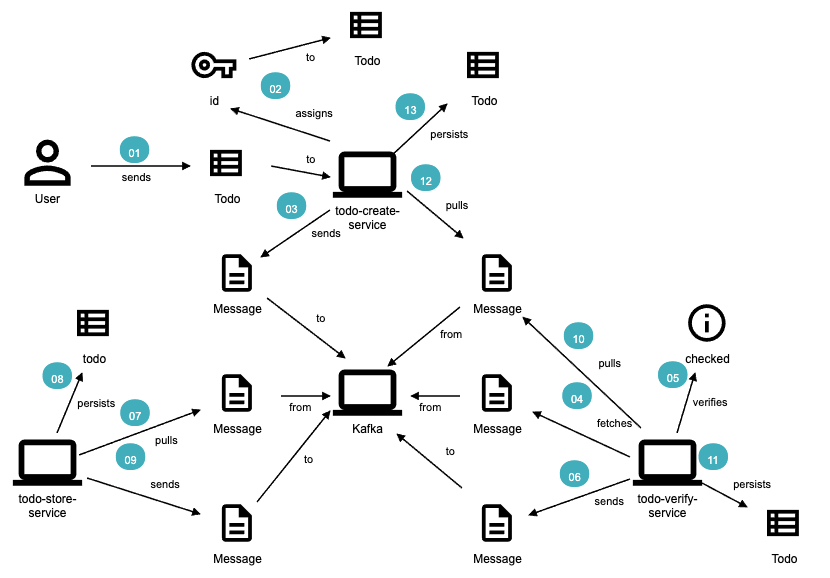 to
Todo
02
id
assigns
13
Todo
persists
01
sends
to
User
Todo
12
pulls
03
sends
todo-create-
service
Message
Message
to
from
10
pulls
todo
checked
08
persists
05
verifies
07
pulls
from
from
04
fetches
Message
Kafka
Message
09
sends
to
to
06
sends
11
persists
todo-store-
service
todo-verify-
service
Message
Message
Todo